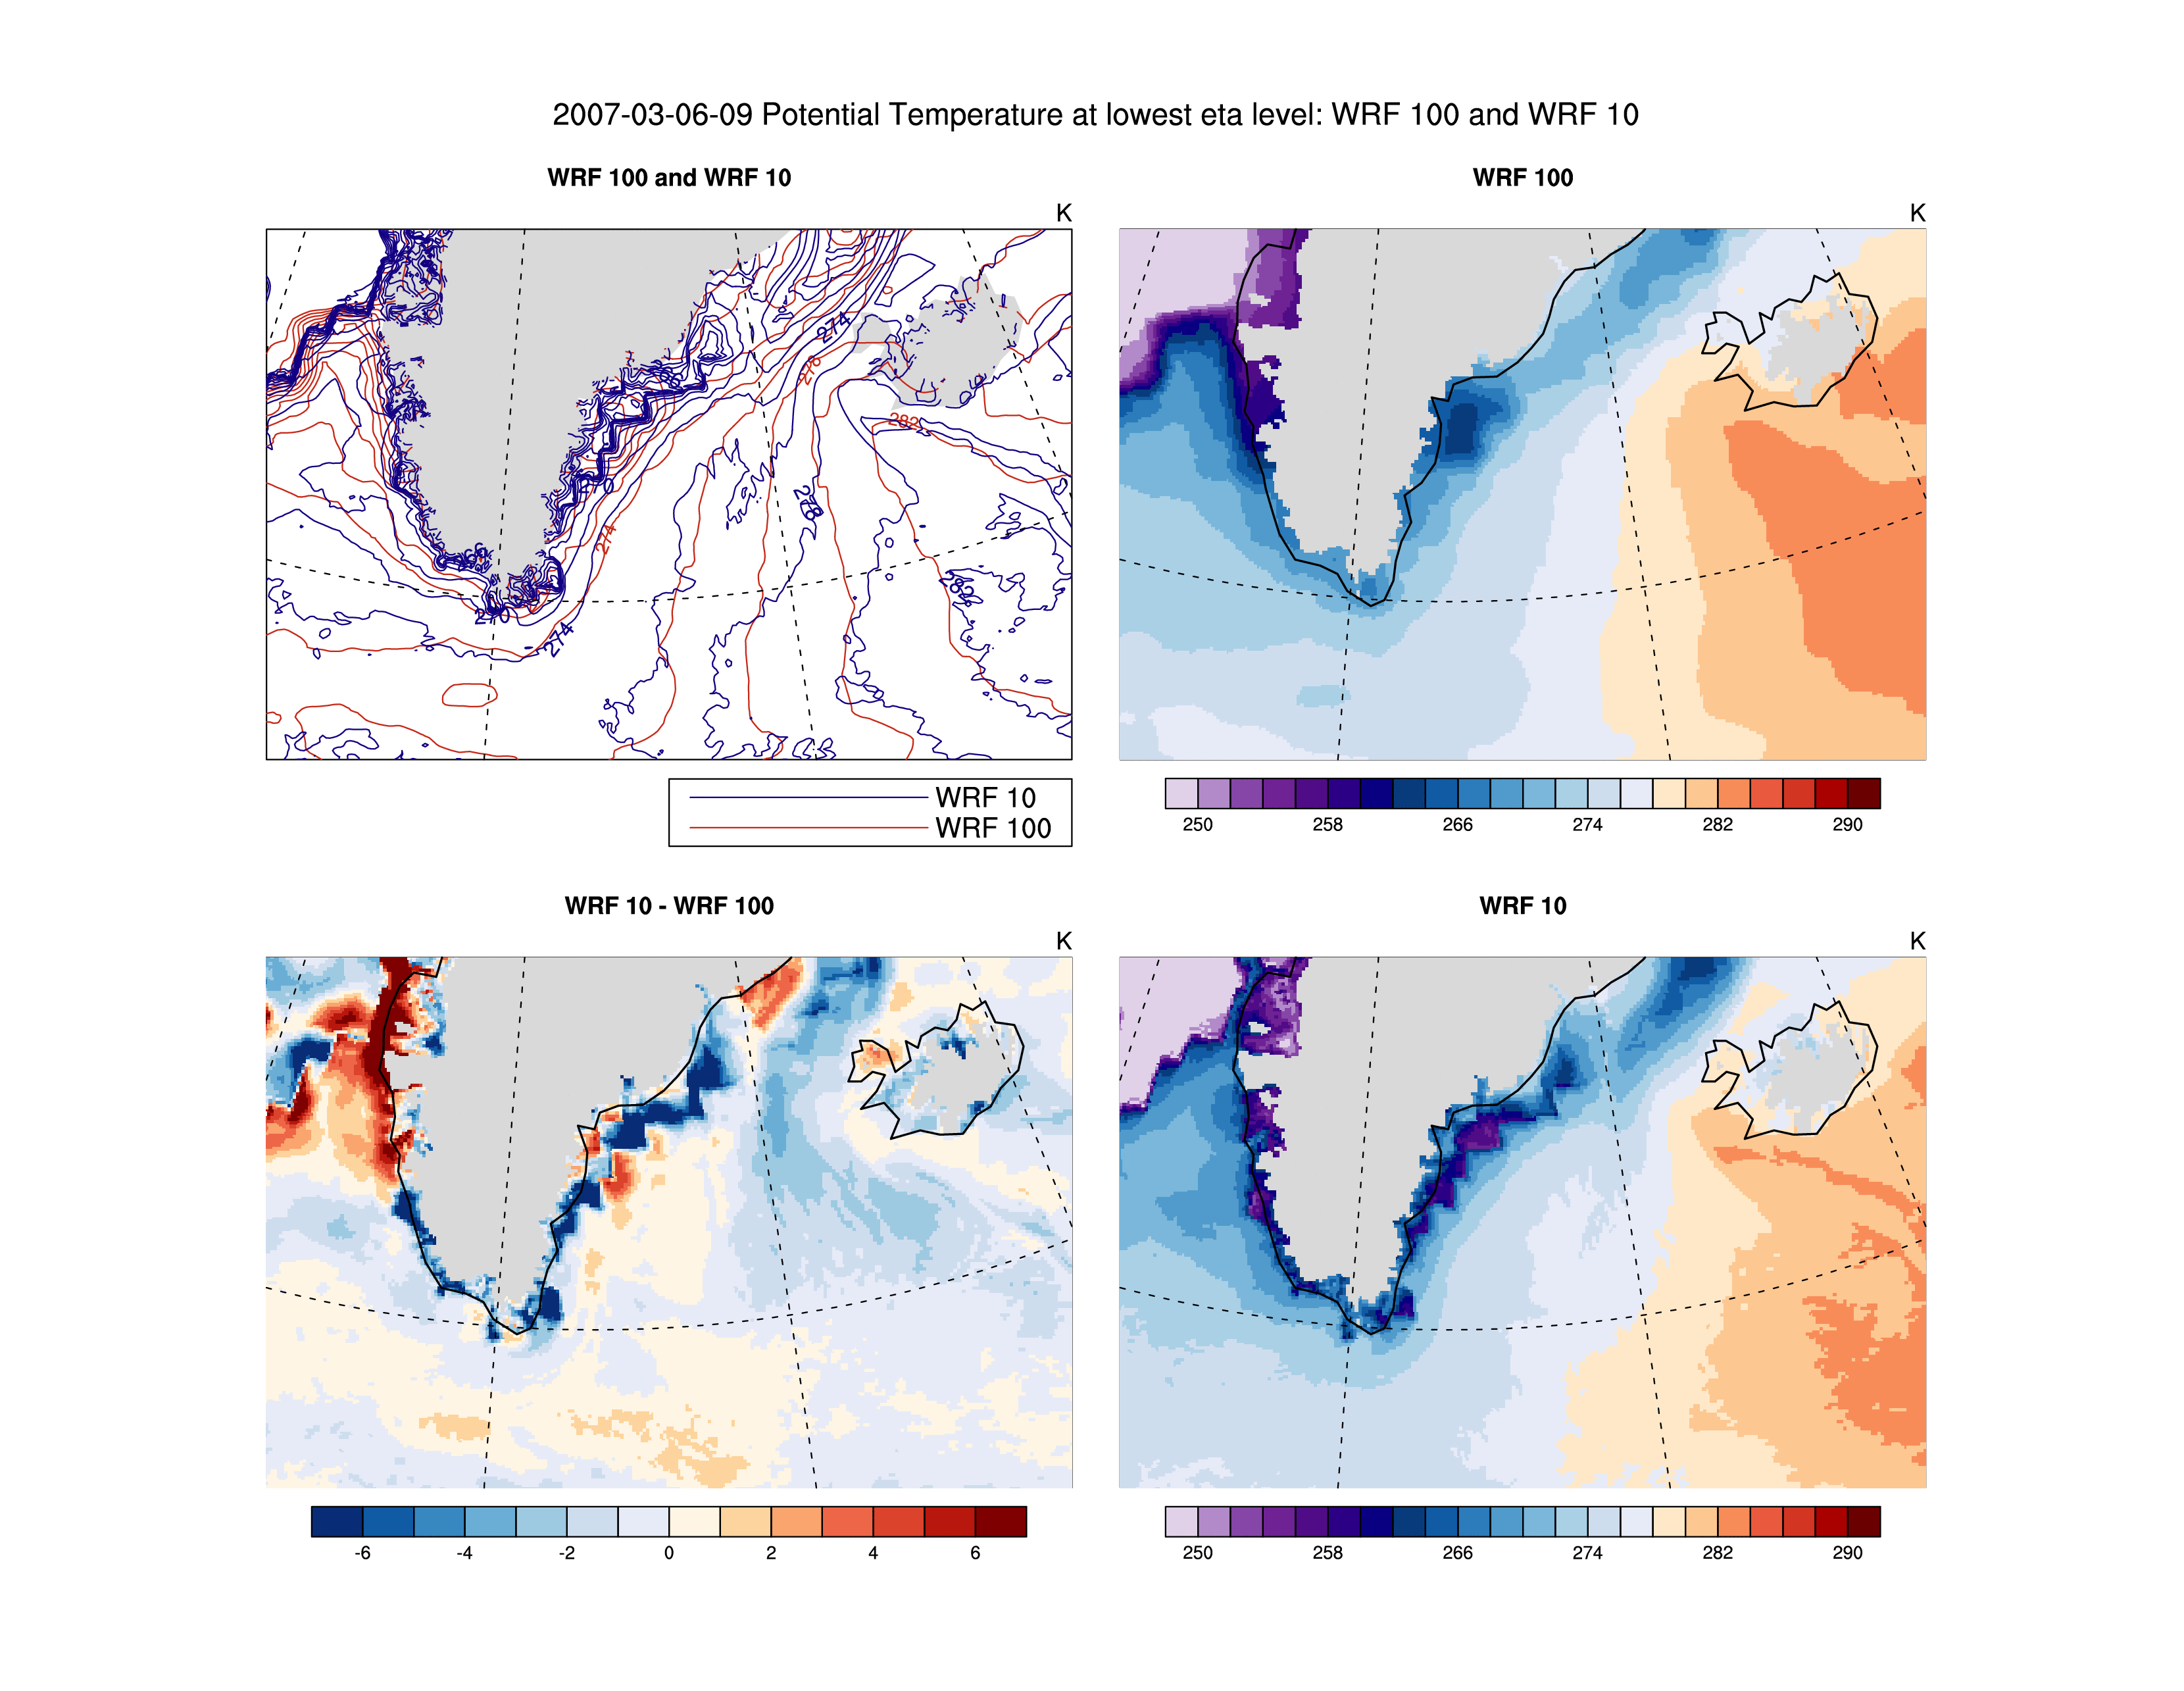 2007-03-06-09 Potential Temperature at lowest eta level: WRF 100 and WRF 10
WRF 100 and WRF 10
K
274
278
282
274
278
282
270
274
WRF 10
WRF 100
WRF 100
K
250 258 266 274 282 290
WRF 10 - WRF 100
K
-6 -4 -2 0 2 4 6
WRF 10
K
250 258 266 274 282 290